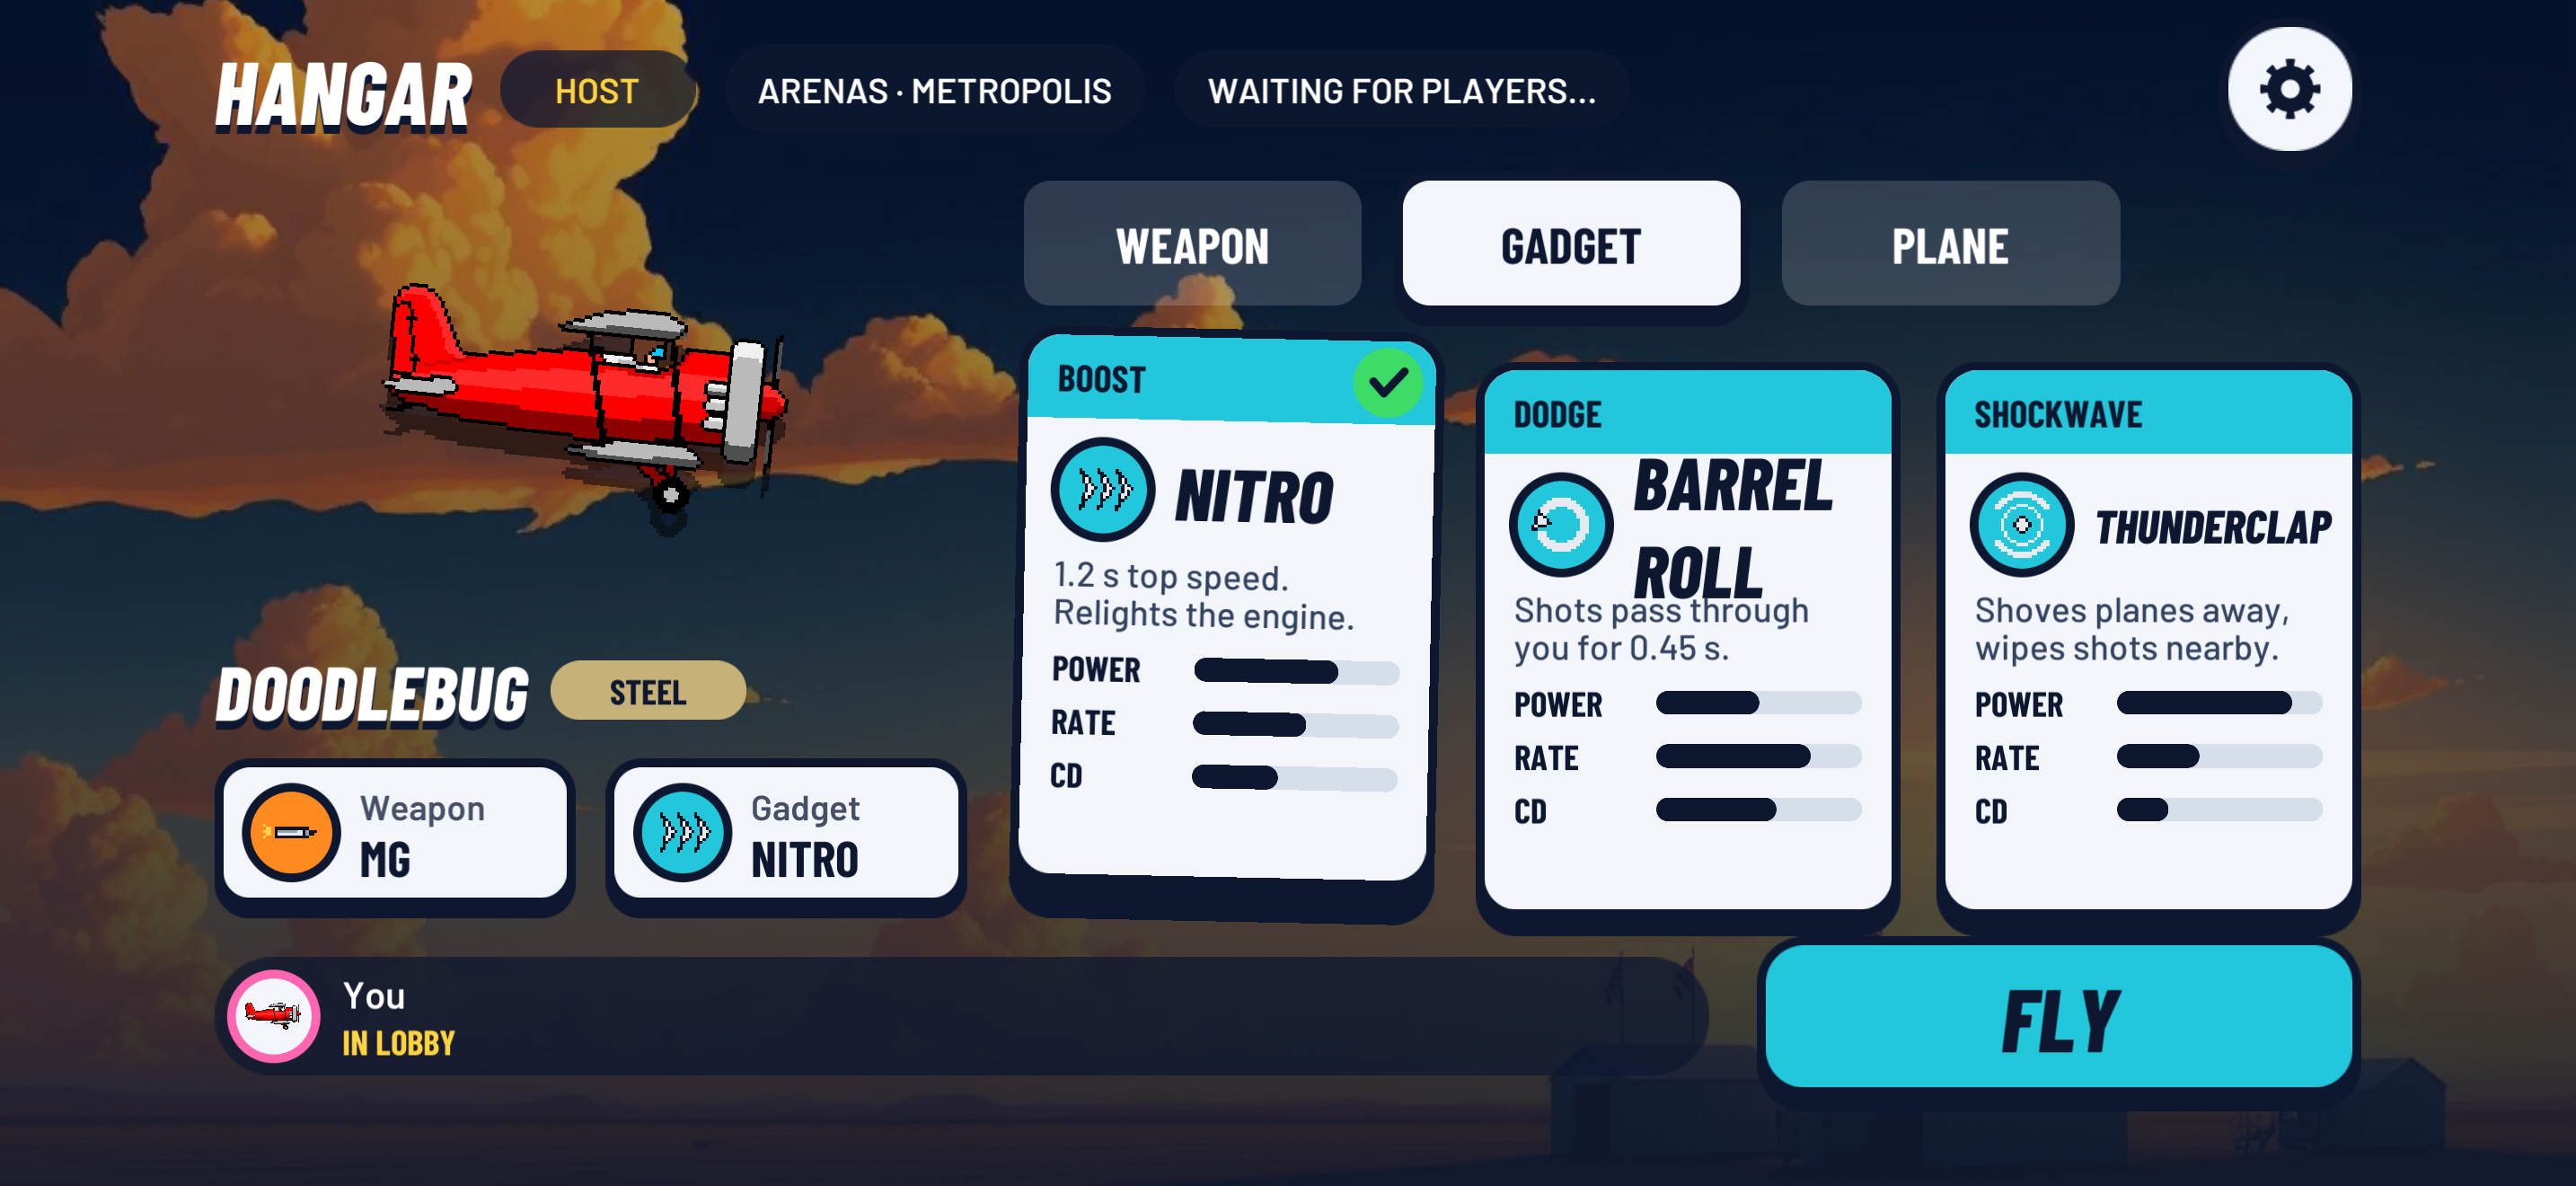 HANGAR
HOST
ARENAS · METROPOLIS
WAITING FOR PLAYERS...
WEAPON
GADGET
PLANE
BOOST
NITRO
1.2 s top speed.
Relights the engine.
POWER
RATE
CD
DODGE
BARREL
ROLL
Shots pass through
you for 0.45 s.
POWER
RATE
CD
SHOCKWAVE
THUNDERCLAP
Shoves planes away,
wipes shots nearby.
POWER
RATE
CD
DOODLEBUG
STEEL
Weapon
MG
Gadget
NITRO
You
IN LOBBY
FLY